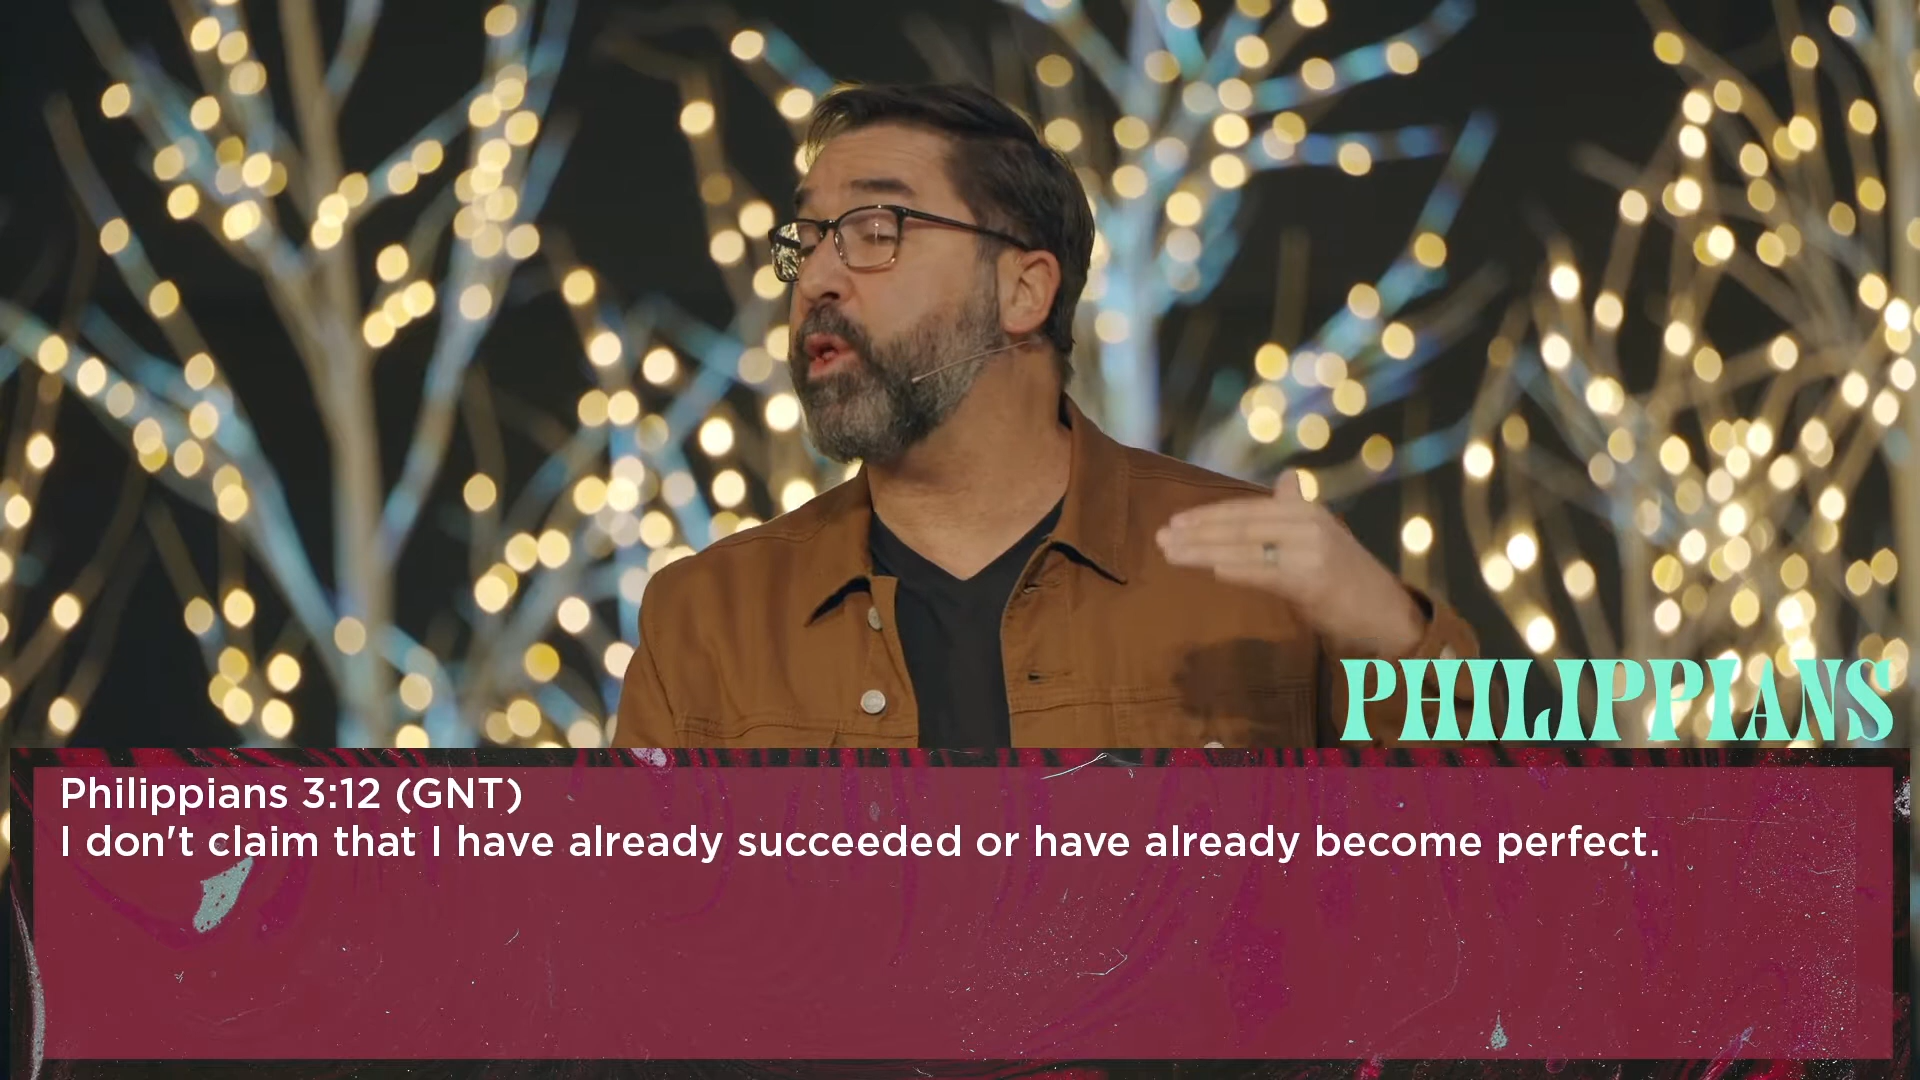 PHILIPPIANS
Philippians 3:12 (GNT)
I don't claim that I have already succeeded or have already become perfect.